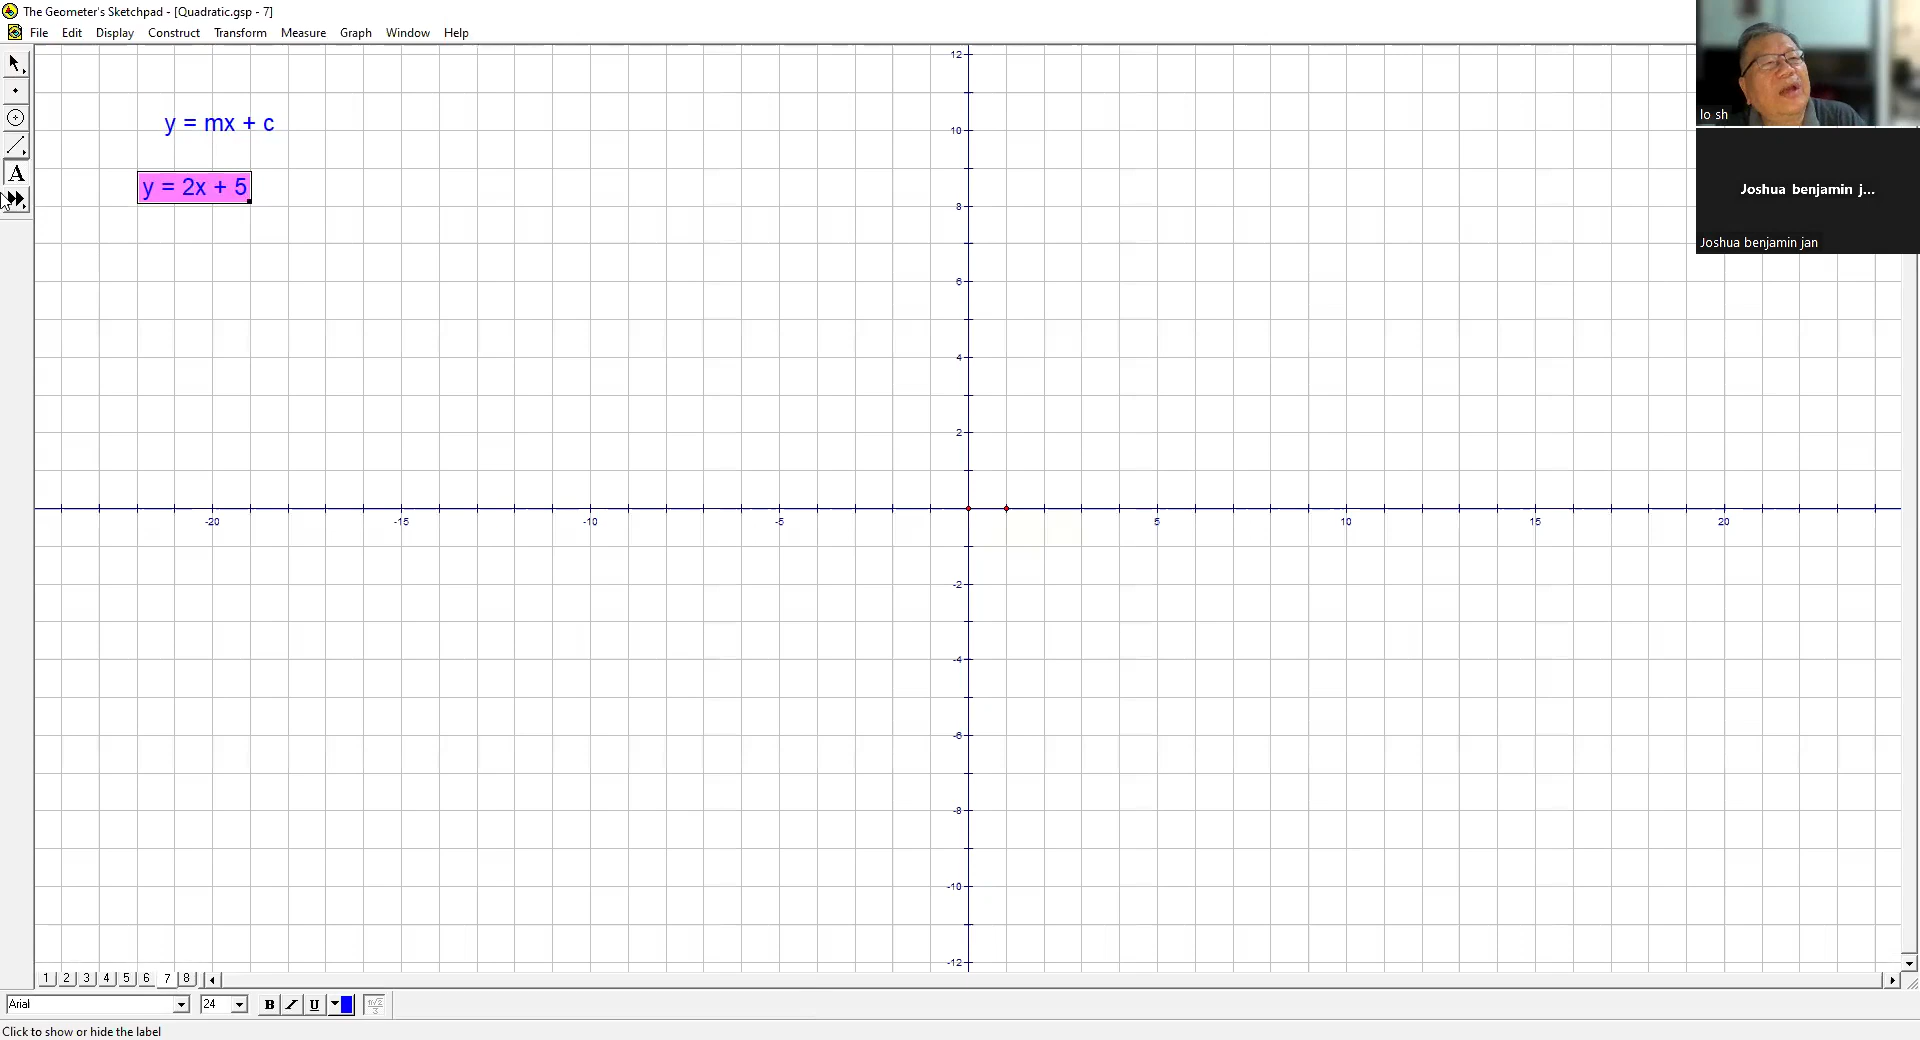 The Geometer's Sketchpad - [Quadratic.gsp - 7]
File Edit Display Construct Transform Measure Graph Window Help
y = mx + c
y = 2x + 5
A
12
10
8
6
4
2
-20 -15 -10 -5 5 10 15 20
-2
-4
-6
-8
-10
-12
lo sh
Joshua benjamin j...
Joshua benjamin jan
1 2 3 4 5 6 7 8
Arial 24 B I U
Click to show or hide the label